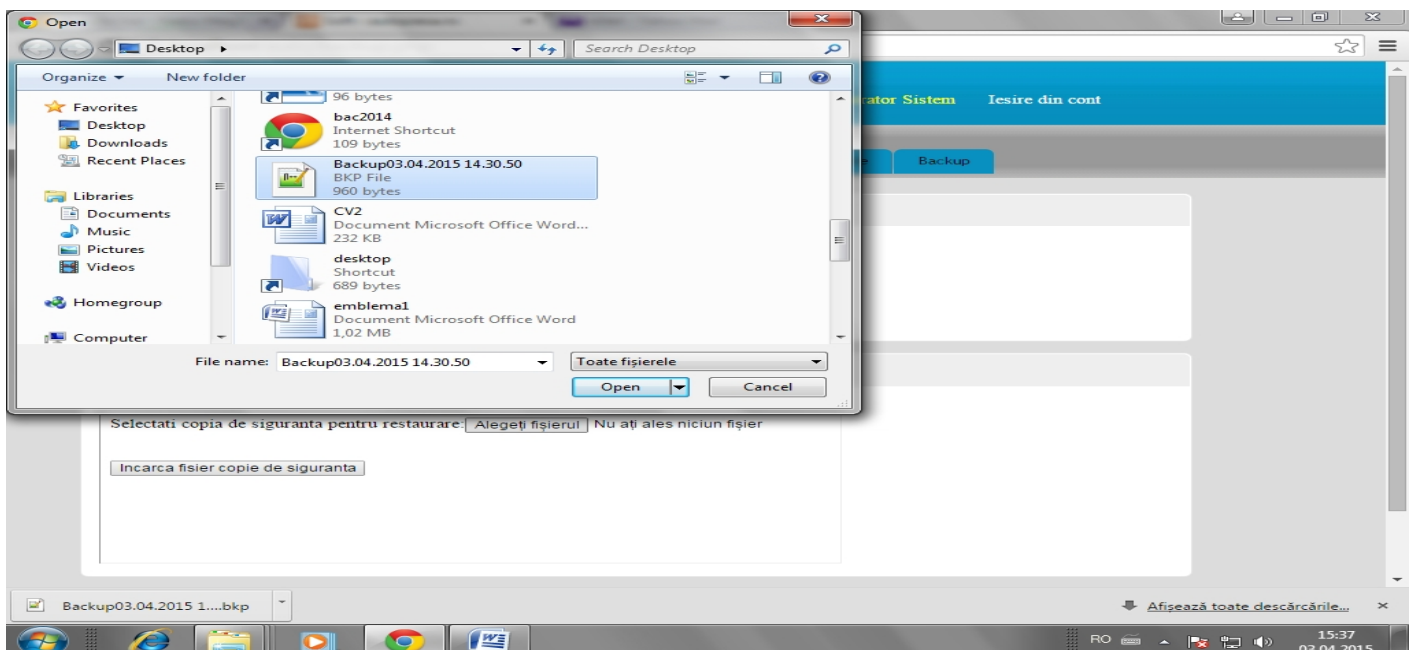 Open
Desktop
Search Desktop
Organize
New folder
Favorites
Desktop
Downloads
Recent Places
Libraries
Documents
Music
Pictures
Videos
Homegroup
Computer
96 bytes
bac2014
Internet Shortcut
109 bytes
Backup03.04.2015 14.30.50
BKP File
960 bytes
CV2
Document Microsoft Office Word...
232 KB
desktop
Shortcut
689 bytes
emblema1
Document Microsoft Office Word
1,02 MB
File name: Backup03.04.2015 14.30.50
Toate fișierele
Open
Cancel
Sistem Iesire din cont
Backup
Selectati copia de siguranta pentru restaurare: Alegeți fișierul Nu ați ales niciun fișier
Incarca fisier copie de siguranta
Backup03.04.2015 1....bkp
Afișează toate descărcările...
RO
15:37
03.04.2015